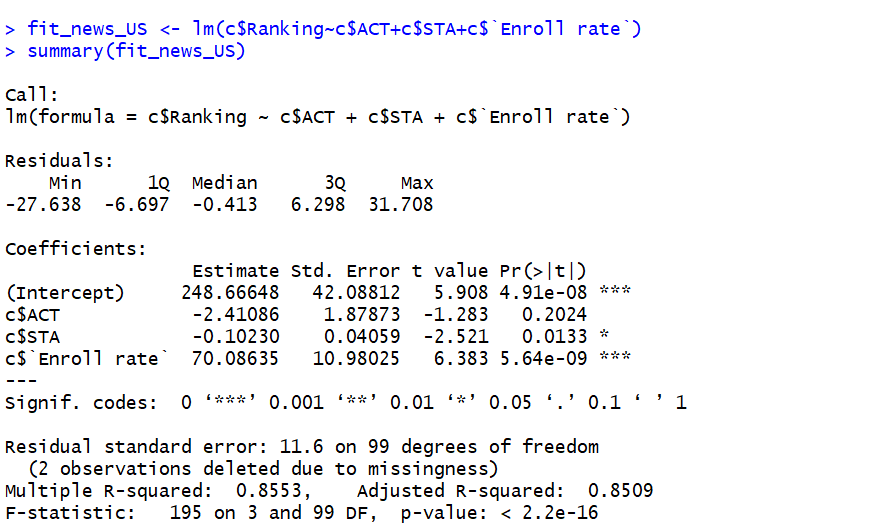 > fit_news_US <- lm(c$Ranking~c$ACT+c$STA+c$`Enroll rate`)
> summary(fit_news_US)
Call:
lm(formula = c$Ranking ~ c$ACT + c$STA + c$`Enroll rate`)
Residuals:
    Min      1Q  Median      3Q     Max
-27.638  -6.697  -0.413   6.298  31.708
Coefficients:
                 Estimate Std. Error t value Pr(>|t|)
(Intercept)     248.66648   42.08812   5.908 4.91e-08 ***
c$ACT            -2.41086    1.87873  -1.283   0.2024
c$STA            -0.10230    0.04059  -2.521   0.0133 *
c$`Enroll rate`  70.08635   10.98025   6.383 5.64e-09 ***
---
Signif. codes:  0 ‘***’ 0.001 ‘**’ 0.01 ‘*’ 0.05 ‘.’ 0.1 ‘ ’ 1
Residual standard error: 11.6 on 99 degrees of freedom
  (2 observations deleted due to missingness)
Multiple R-squared:  0.8553,    Adjusted R-squared:  0.8509
F-statistic:   195 on 3 and 99 DF,  p-value: < 2.2e-16